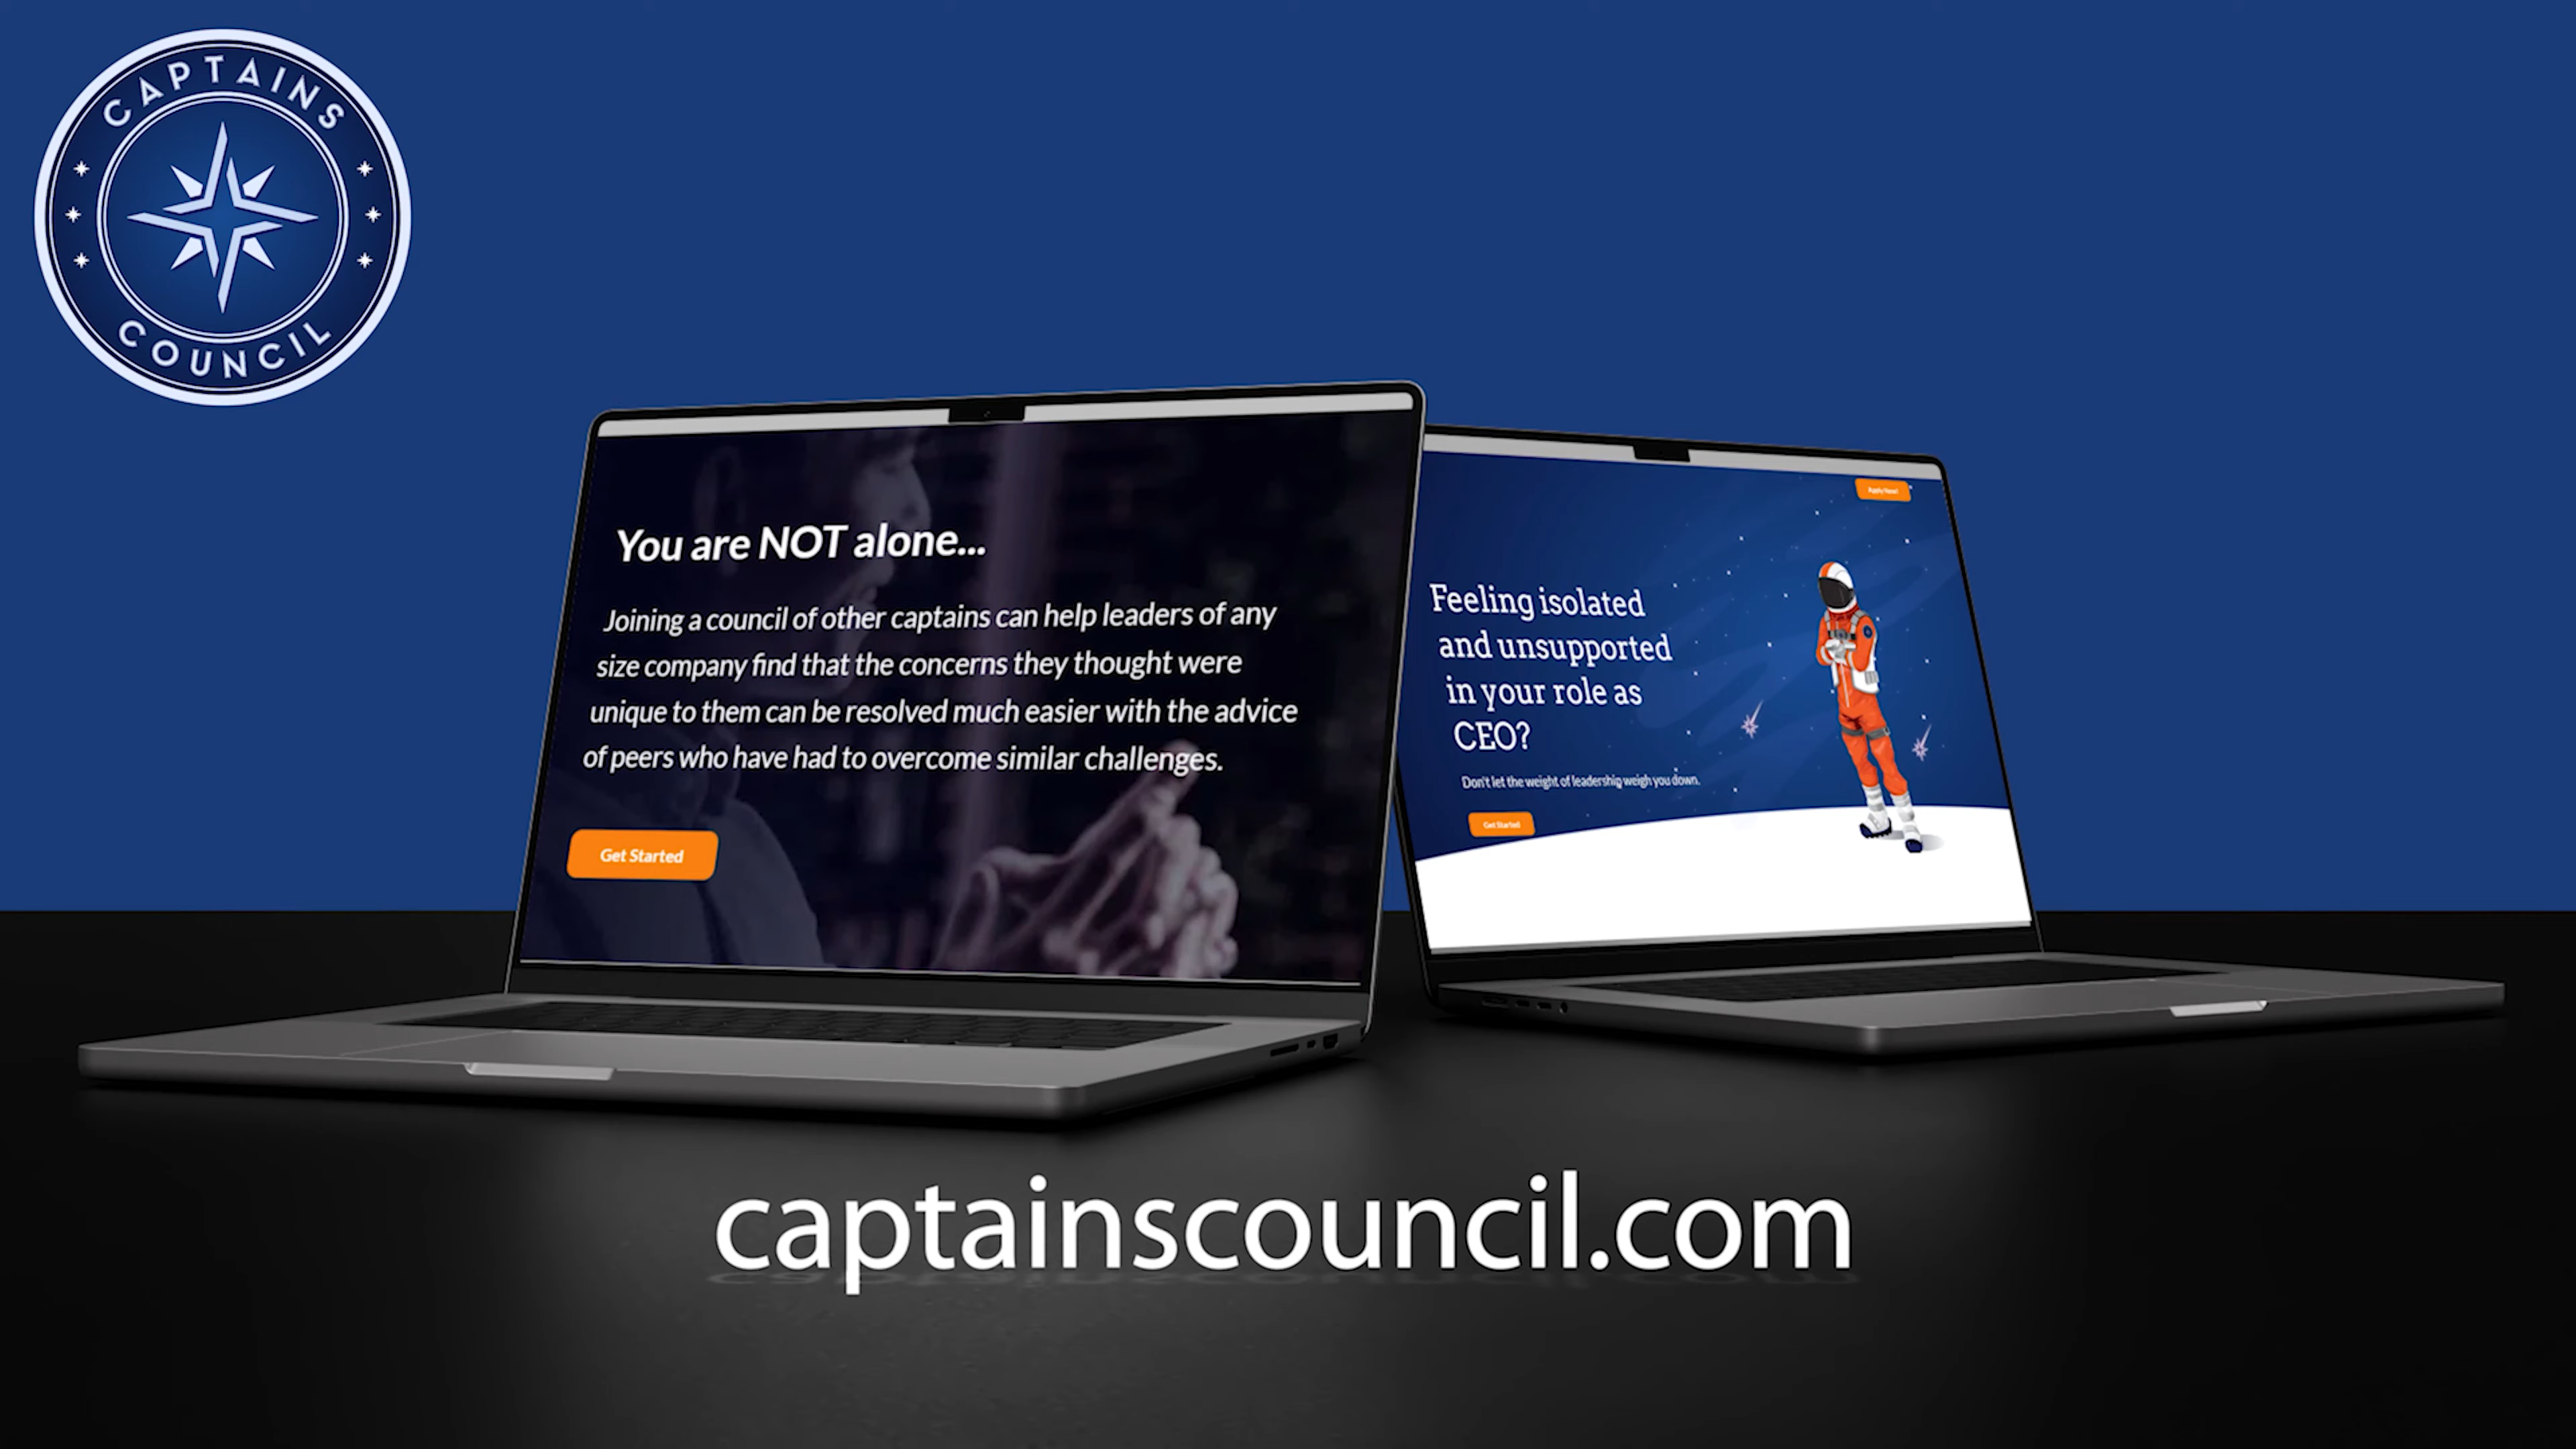 CAPTAINS
COUNCIL
You are NOT alone...
Joining a council of other captains can help leaders of any
size company find that the concerns they thought were
unique to them can be resolved much easier with the advice
of peers who have had to overcome similar challenges.
Get Started
Apply Now!
Feeling isolated
and unsupported
in your role as
CEO?
Don't let the weight of leadership weigh you down.
Get Started
captainscouncil.com